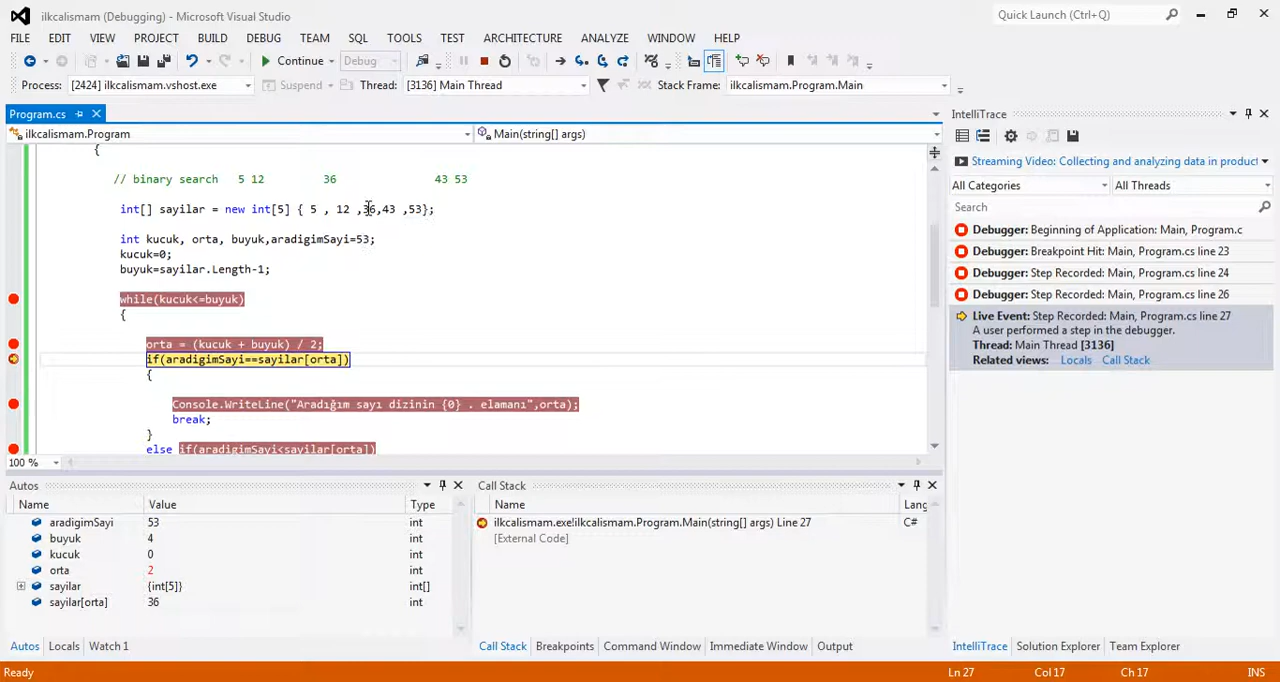 ilkcalismam (Debugging) - Microsoft Visual Studio
Quick Launch (Ctrl+Q)
FILE EDIT VIEW PROJECT BUILD DEBUG TEAM SQL TOOLS TEST ARCHITECTURE ANALYZE WINDOW HELP
Continue Debug
Process: [2424] ilkcalismam.vshost.exe Suspend Thread: [3136] Main Thread Stack Frame: ilkcalismam.Program.Main
Program.cs
ilkcalismam.Program Main(string[] args)
{
// binary search 5 12 36 43 53
int[] sayilar = new int[5] { 5 , 12 ,36,43 ,53};
int kucuk, orta, buyuk,aradigimSayi=53;
kucuk=0;
buyuk=sayilar.Length-1;
while(kucuk<=buyuk)
{
orta = (kucuk + buyuk) / 2;
if(aradigimSayi==sayilar[orta])
{
Console.WriteLine("Aradığım sayı dizinin {0} . elamanı",orta);
break;
}
else if(aradigimSayi<sayilar[orta])
100 %
IntelliTrace
Streaming Video: Collecting and analyzing data in product
All Categories All Threads
Search
Debugger: Beginning of Application: Main, Program.c
Debugger: Breakpoint Hit: Main, Program.cs line 23
Debugger: Step Recorded: Main, Program.cs line 24
Debugger: Step Recorded: Main, Program.cs line 26
Live Event: Step Recorded: Main, Program.cs line 27
A user performed a step in the debugger.
Thread: Main Thread [3136]
Related views: Locals Call Stack
Autos
Name Value Type
aradigimSayi 53 int
buyuk 4 int
kucuk 0 int
orta 2 int
sayilar {int[5]} int[]
sayilar[orta] 36 int
Autos Locals Watch 1
Call Stack
Name Lang
ilkcalismam.exe!ilkcalismam.Program.Main(string[] args) Line 27 C#
[External Code]
Call Stack Breakpoints Command Window Immediate Window Output
IntelliTrace Solution Explorer Team Explorer
Ready Ln 27 Col 17 Ch 17 INS